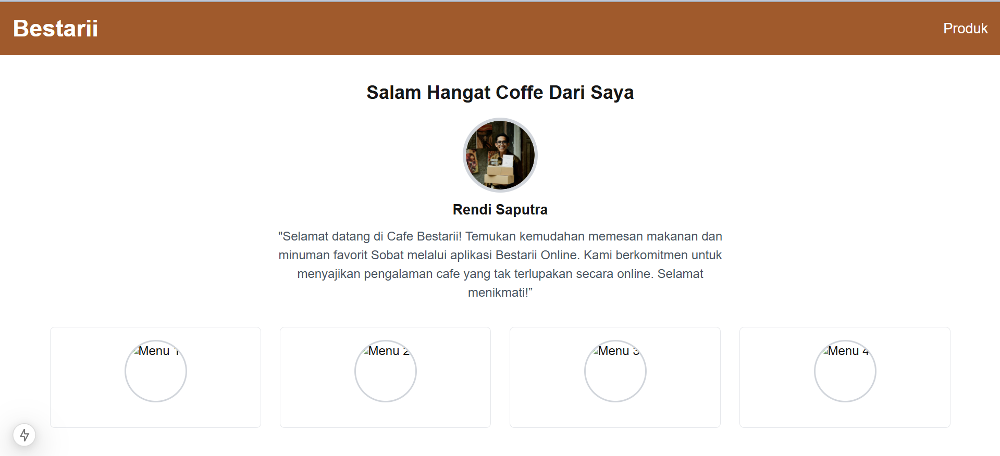 Bestarii
Produk
Salam Hangat Coffe Dari Saya
Rendi Saputra
"Selamat datang di Cafe Bestarii! Temukan kemudahan memesan makanan dan
minuman favorit Sobat melalui aplikasi Bestarii Online. Kami berkomitmen untuk
menyajikan pengalaman cafe yang tak terlupakan secara online. Selamat
menikmati!”
Menu 1
Menu 2
Menu 3
Menu 4